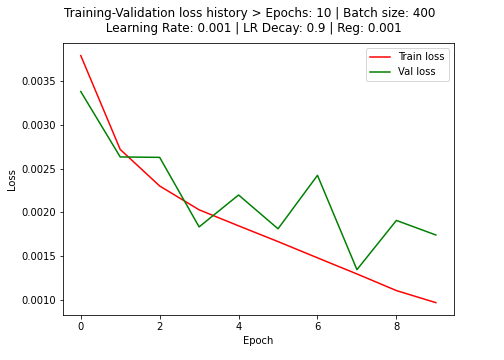 Training-Validation loss history > Epochs: 10 | Batch size: 400
Learning Rate: 0.001 | LR Decay: 0.9 | Reg: 0.001
Train loss
Val loss
Loss
0.0035
0.0030
0.0025
0.0020
0.0015
0.0010
0 2 4 6 8
Epoch